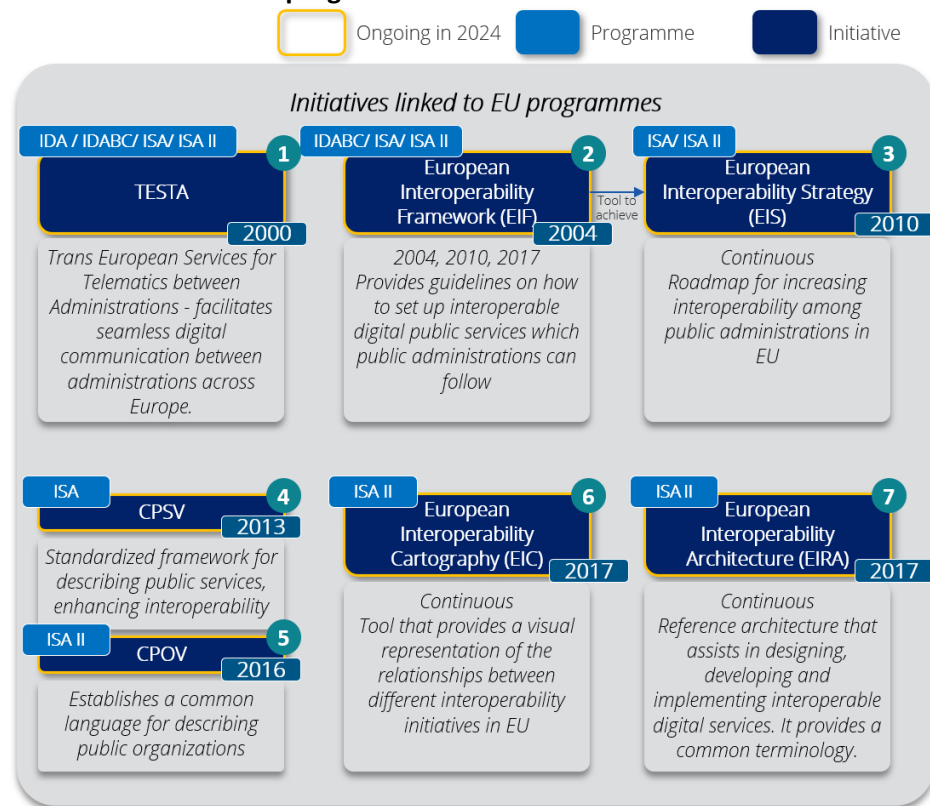 Ongoing in 2024
Programme
Initiative
Initiatives linked to EU programmes
IDA / IDABC/ ISA/ ISA II
1
TESTA
2000
Trans European Services for
Telematics between
Administrations - facilitates
seamless digital
communication between
administrations across
Europe.
IDABC/ ISA/ ISA II
2
European
Interoperability
Framework (EIF)
2004
Tool to
achieve
2004, 2010, 2017
Provides guidelines on how
to set up interoperable
digital public services which
public administrations can
follow
ISA/ ISA II
3
European
Interoperability Strategy
(EIS)
2010
Continuous
Roadmap for increasing
interoperability among
public administrations in
EU
ISA
4
CPSV
2013
Standardized framework for
describing public services,
enhancing interoperability
ISA II
5
CPOV
2016
Establishes a common
language for describing
public organizations
ISA II
6
European
Interoperability
Cartography (EIC)
2017
Continuous
Tool that provides a visual
representation of the
relationships between
different interoperability
initiatives in EU
ISA II
7
European
Interoperability
Architecture (EIRA)
2017
Continuous
Reference architecture that
assists in designing,
developing and
implementing interoperable
digital services. It provides a
common terminology.